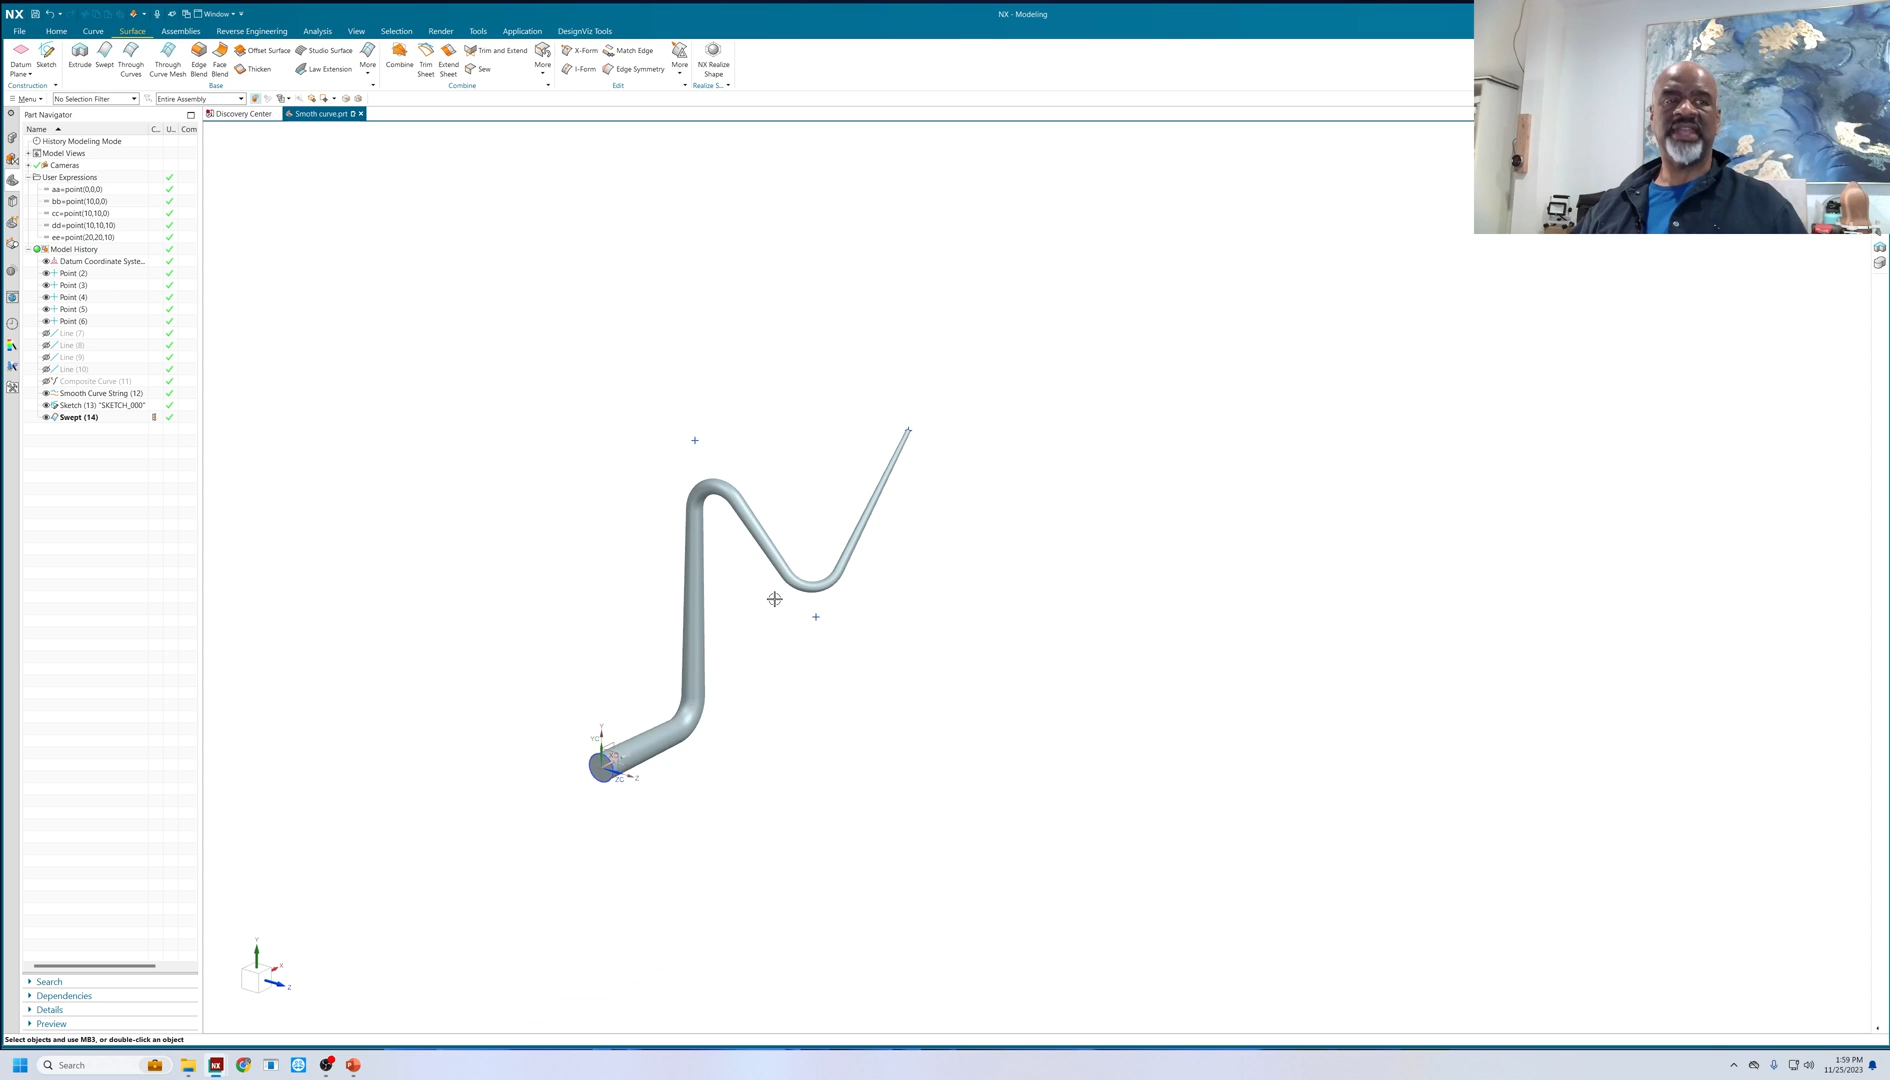 NX Window NX - Modeling
File Home Curve Surface Assemblies Reverse Engineering Analysis View Selection Render Tools Application DesignViz Tools
Datum Plane Sketch Extrude Swept Through Curves Through Curve Mesh Edge Blend Face Blend Offset Surface Thicken Studio Surface Law Extension More Combine Trim Sheet Extend Sheet Trim and Extend Sew More X-Form I-Form Match Edge Edge Symmetry More NX Realize Shape
Construction Base Combine Edit Realize S...
Menu No Selection Filter Entire Assembly
Part Navigator Discovery Center Smoth curve.prt
Name C... U... Com
History Modeling Mode
Model Views
Cameras
User Expressions
aa=point(0,0,0)
bb=point(10,0,0)
cc=point(10,10,0)
dd=point(10,10,10)
ee=point(20,20,10)
Model History
Datum Coordinate Syste...
Point (2)
Point (3)
Point (4)
Point (5)
Point (6)
Line (7)
Line (8)
Line (9)
Line (10)
Composite Curve (11)
Smooth Curve String (12)
Sketch (13) "SKETCH_000"
Swept (14)
Y
YC
ZC Z
Y
X
Z
Search
Dependencies
Details
Preview
Select objects and use MB3, or double-click an object
Search NX 1:59 PM
11/25/2023